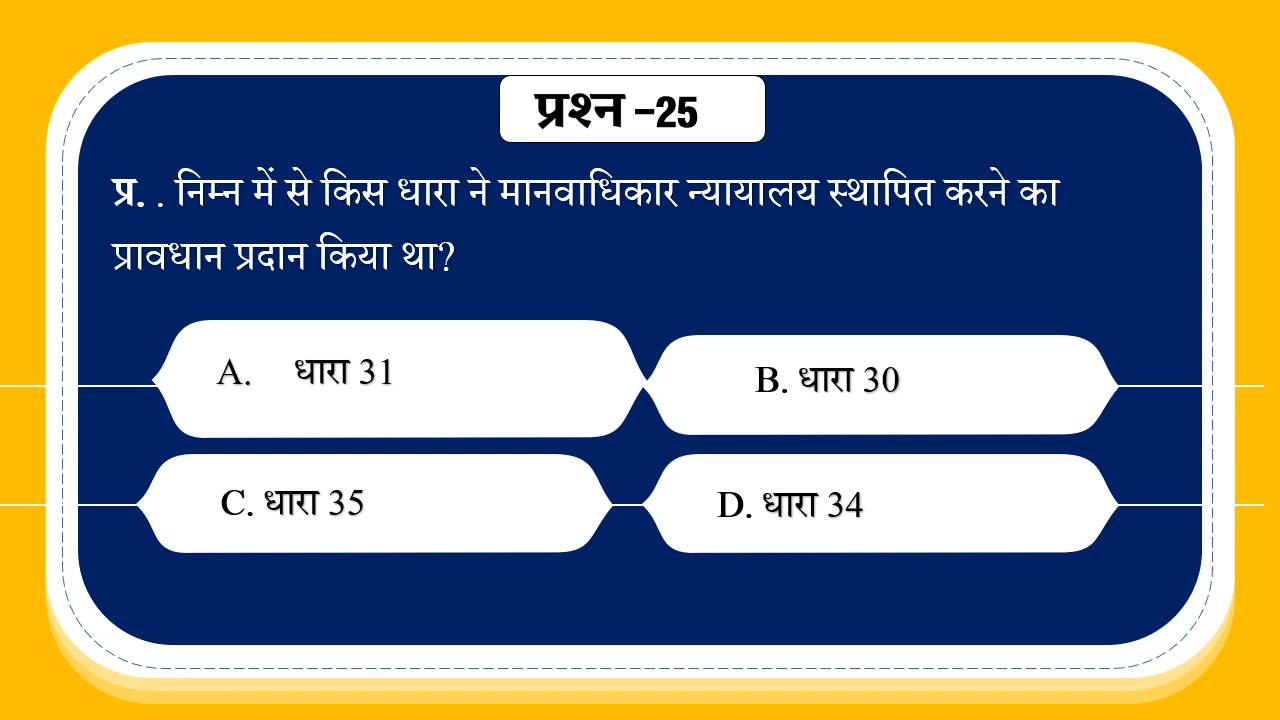 प्रश्न –25
प्र. . निम्न में से किस धारा ने मानवाधिकार न्यायालय स्थापित करने का
प्रावधान प्रदान किया था?
A. धारा 31
B. धारा 30
C. धारा 35
D. धारा 34